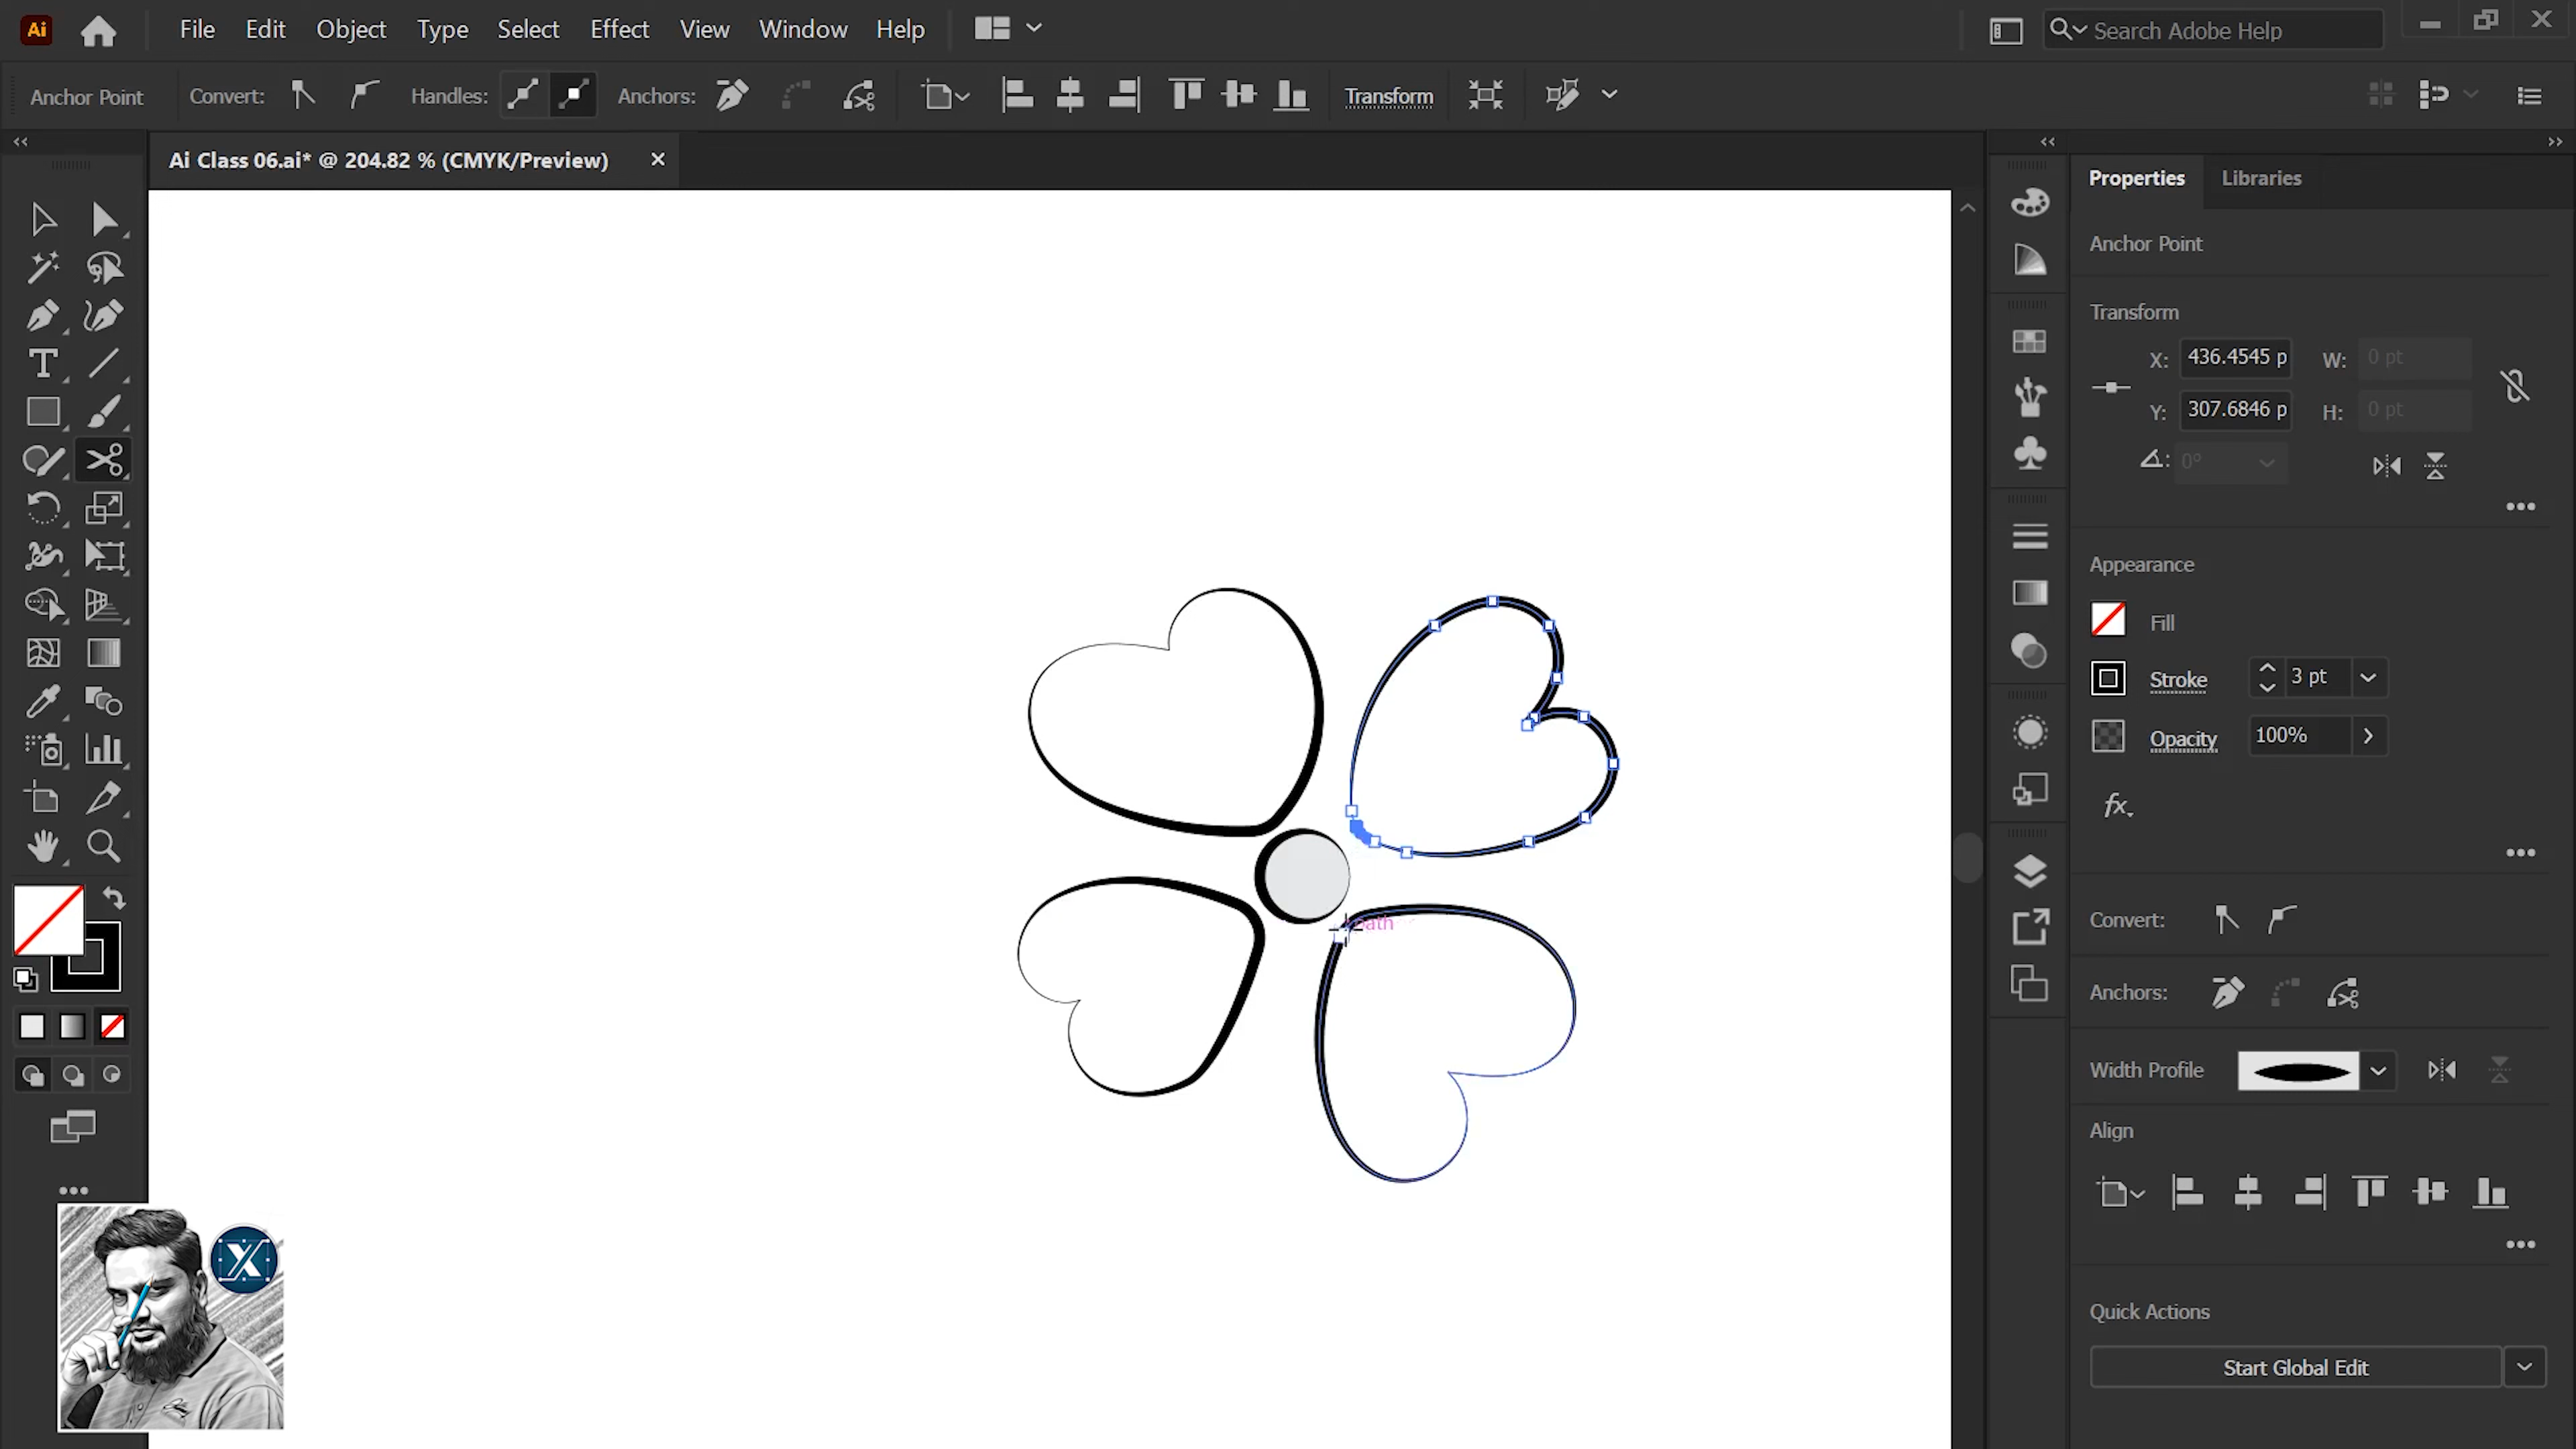 Ai
File Edit Object Type Select Effect View Window Help
Search Adobe Help
Anchor Point Convert: Handles: Anchors: Transform
Ai Class 06.ai* @ 204.82 % (CMYK/Preview)
Properties Libraries
Anchor Point
Transform
X: 436.4545 p W: 0 pt
Y: 307.6846 p H: 0 pt
0°
Appearance
Fill
Stroke 3 pt
Opacity 100%
fx
path
Convert:
Anchors:
Width Profile
Align
Quick Actions
Start Global Edit
X